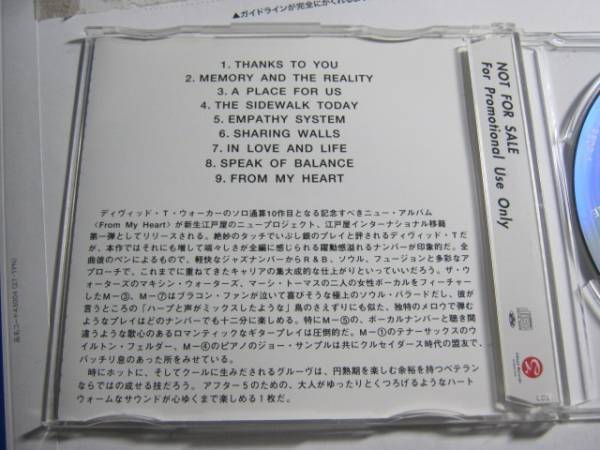 ▲ガイドラインが完全にかくれるよ
1. THANKS TO YOU
2. MEMORY AND THE REALITY
3. A PLACE FOR US
4. THE SIDEWALK TODAY
5. EMPATHY SYSTEM
6. SHARING WALLS
7. IN LOVE AND LIFE
8. SPEAK OF BALANCE
9. FROM MY HEART
ディヴィッド・T・ウォーカーのソロ通算10作目となる記念すべきニュー・アルバム
〈From My Heart〉が新生江戸屋のニュープロジェクト、江戸屋インターナショナル移籍
第一弾としてリリースされる。絶妙のタッチでいぶし銀のプレイと評されるディヴィッド・T
だが、本作ではそれにも増して瑞々しさが全編に感じられる躍動感溢れるナンバーが印象的だ。全
曲彼のペンによるもので、軽快なジャズナンバーからR＆B、ソウル、フュージョンと多彩なア
プローチで、これまでに重ねてきたキャリアの集大成的な仕上がりといっていいだろう。ザ・ウ
ォーターズのマキシン・ウォーターズ、マーシ・トーマスの二人の女性ボーカルをフィーチャー
したM－③、M－⑦はブラコン・ファンが泣いて喜びそうな極上のソウル・バラードだし、彼が
言うところの「ハープと声がミックスしたような」鳥のさえずりにも似た、独特のメロウで弾む
ようなプレイはどのナンバーでも十二分に楽しめる。特にM－⑤の、ボーカルナンバーと聴き間
違うような歌心のあるロマンティックなギタープレイは圧倒的だ。M－①のテナーサックスのウ
イルトン・フェルダー、M－④のピアノのジョー・サンプルは共にクルセイダース時代の盟友で、
バッチリ息のあった所をみせている。
時にホットに、そしてクールに生みだされるグルーヴは、円熟期を楽しむ余裕を持つベテラン
ならではの成せる技だろう。アフター5のための、大人がゆったりとくつろげるようなハート
ウォームなサウンドが心ゆくまで楽しめる1枚だ。
NOT FOR SALE
For Promotional Use Only